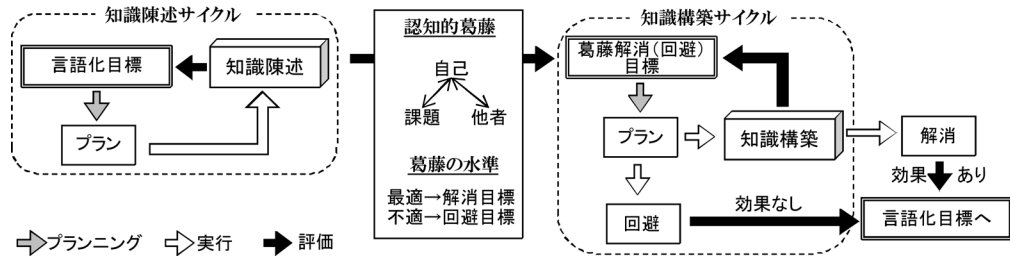 知識陳述サイクル
言語化目標
知識陳述
プラン
認知的葛藤
自己
課題
他者
葛藤の水準
最適→解消目標
不適→回避目標
知識構築サイクル
葛藤解消(回避)
目標
プラン
知識構築
解消
効果 あり
回避
効果なし
言語化目標へ
プランニング
実行
評価